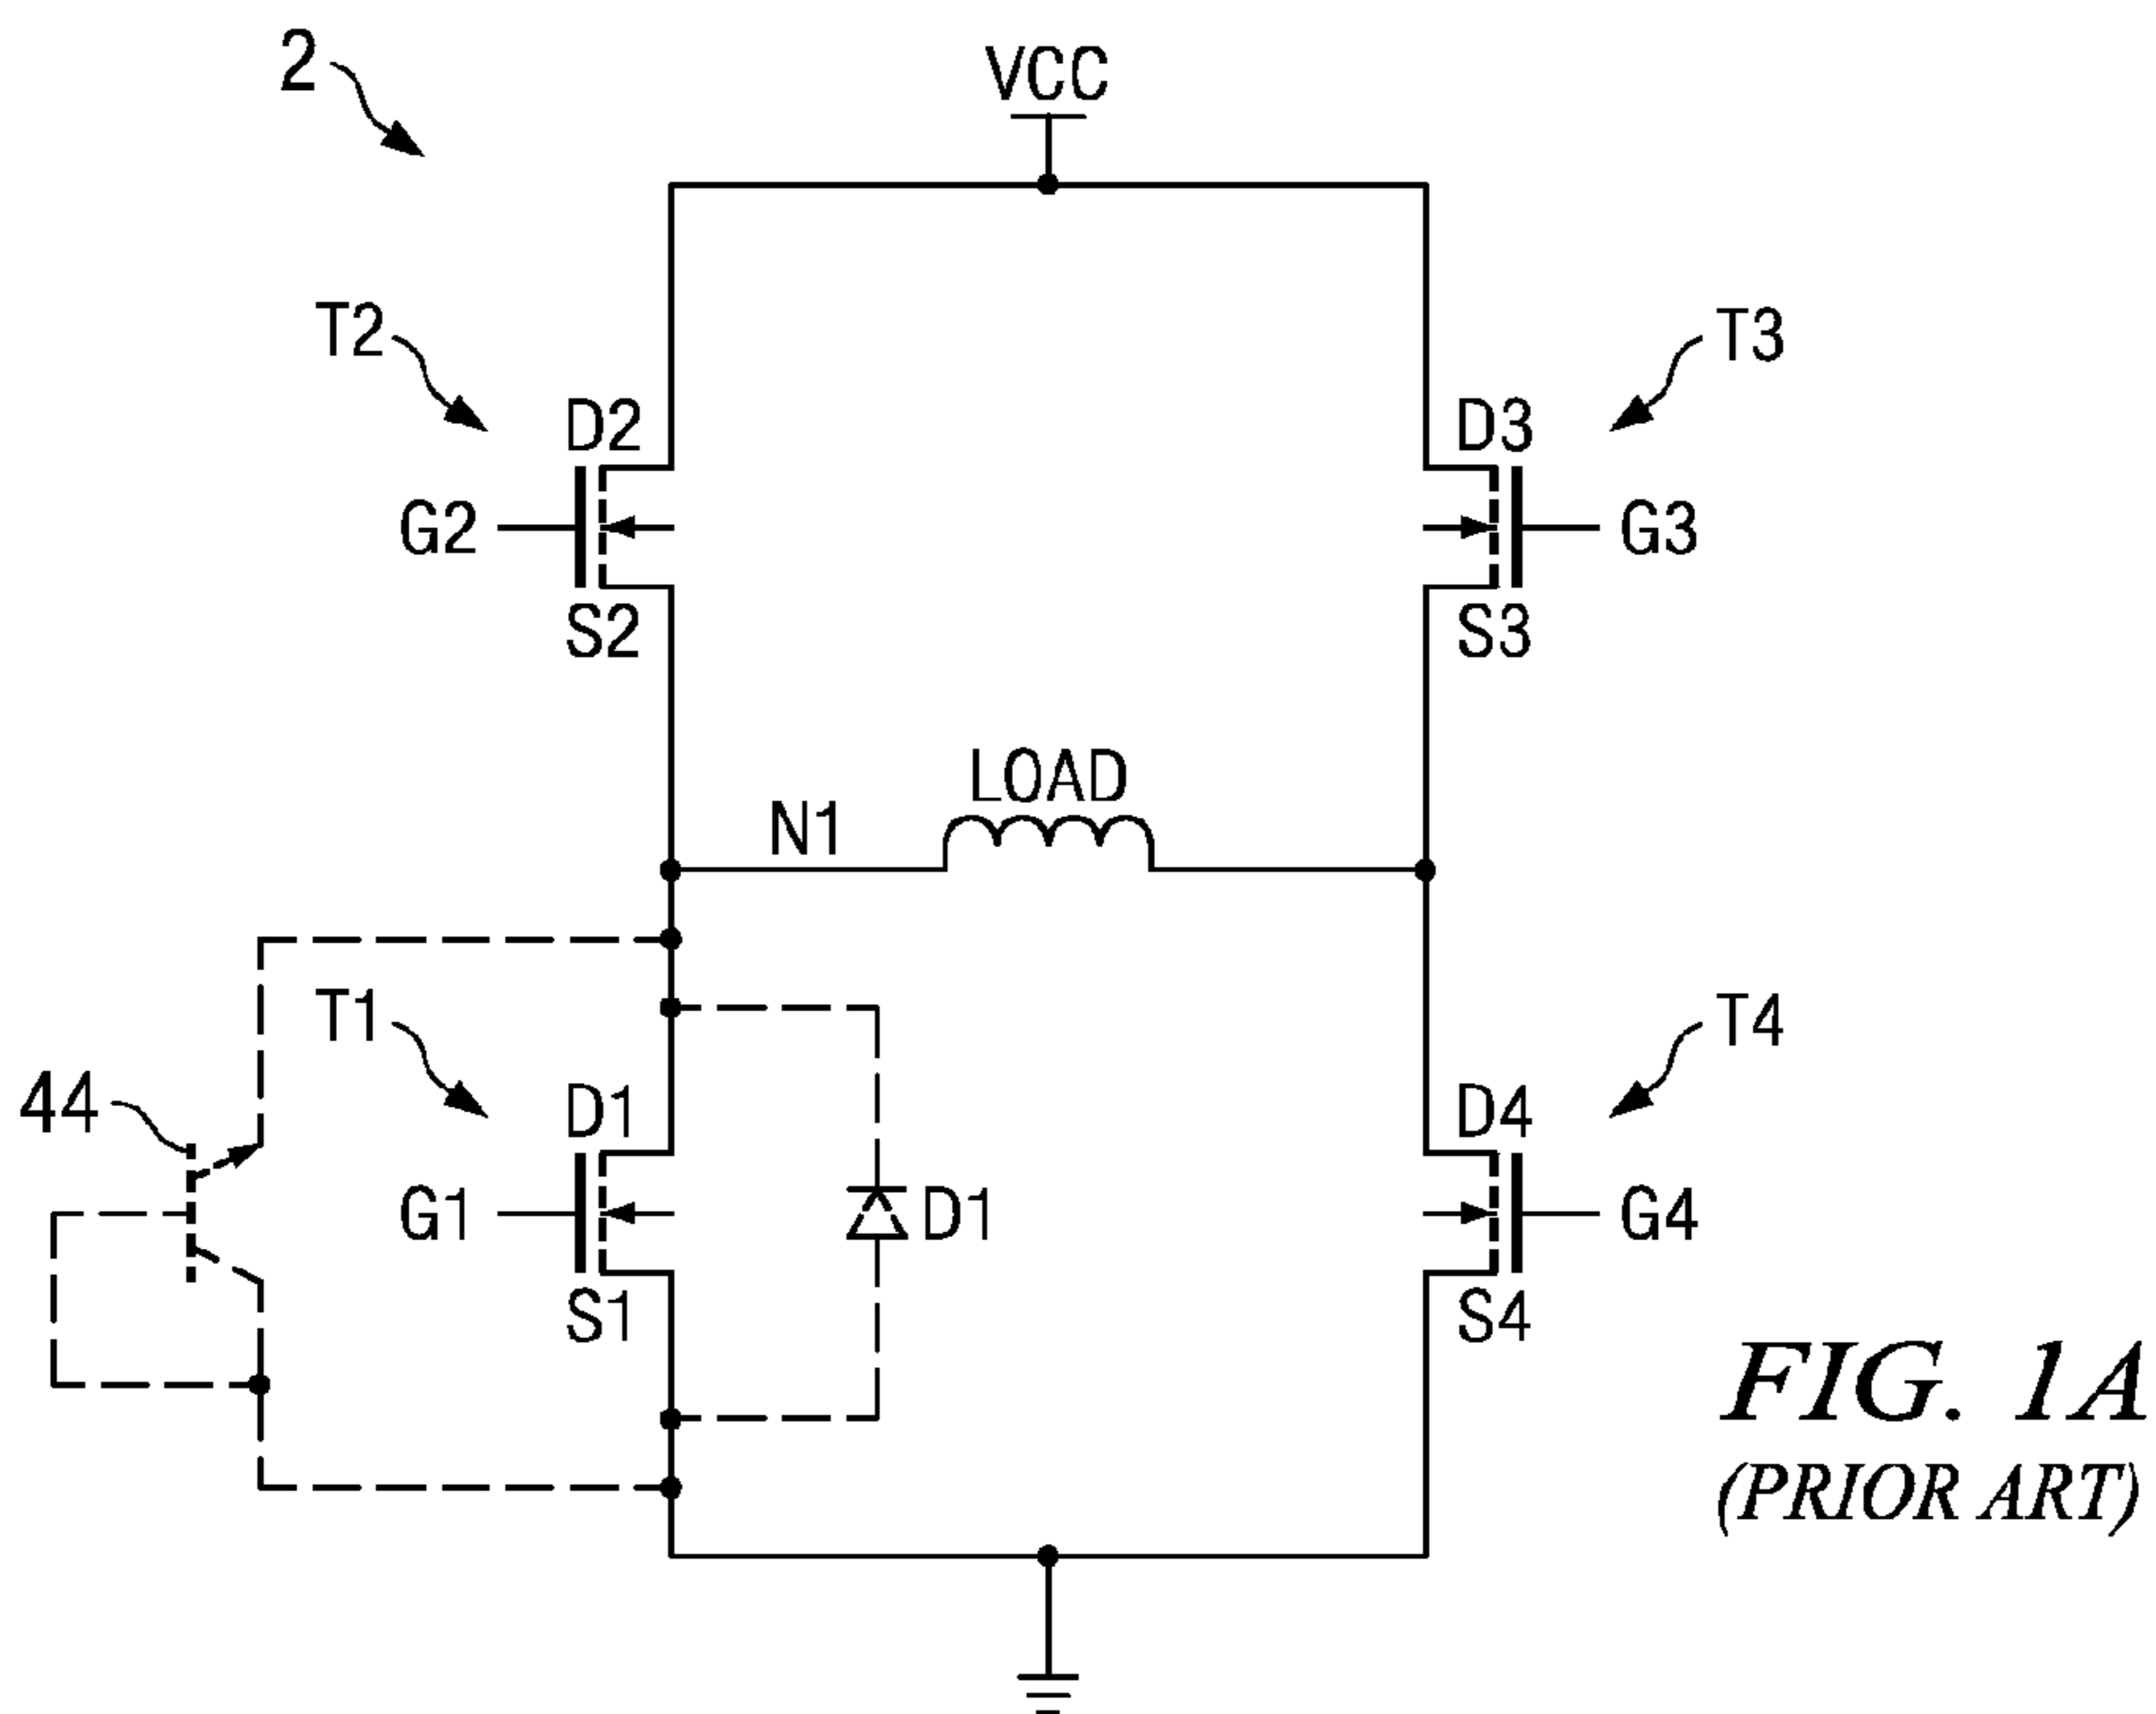 2
VCC
T2
T3
D2
D3
G2
G3
S2
S3
LOAD
N1
T1
T4
44
D1
D4
G1
D1
G4
S1
S4
FIG. 1A
(PRIOR ART)